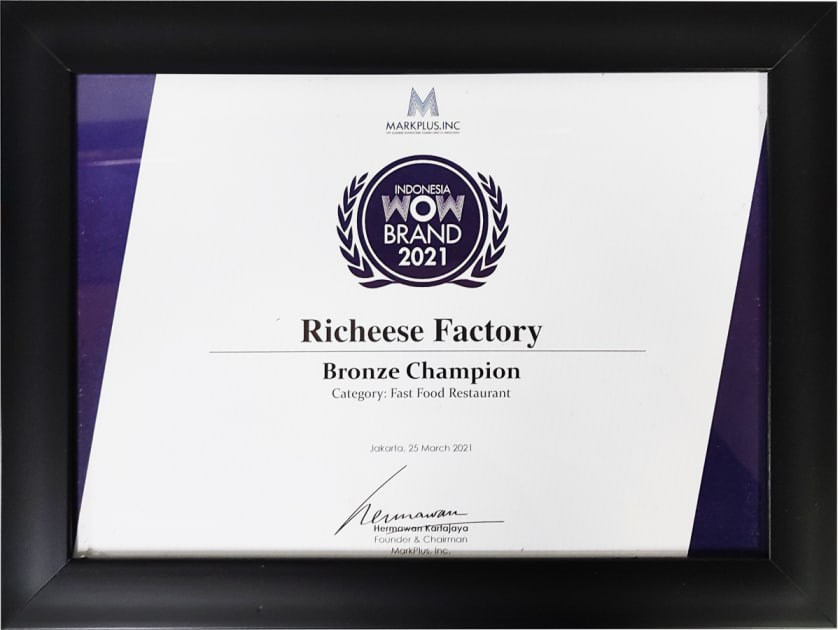 MARKPLUS,INC
INDONESIA
WOW
BRAND
2021
Richeese Factory
Bronze Champion
Category: Fast Food Restaurant
Jakarta, 25 March 2021
Hermawan
Hermawan Kartajaya
Founder & Chairman
MarkPlus, Inc.